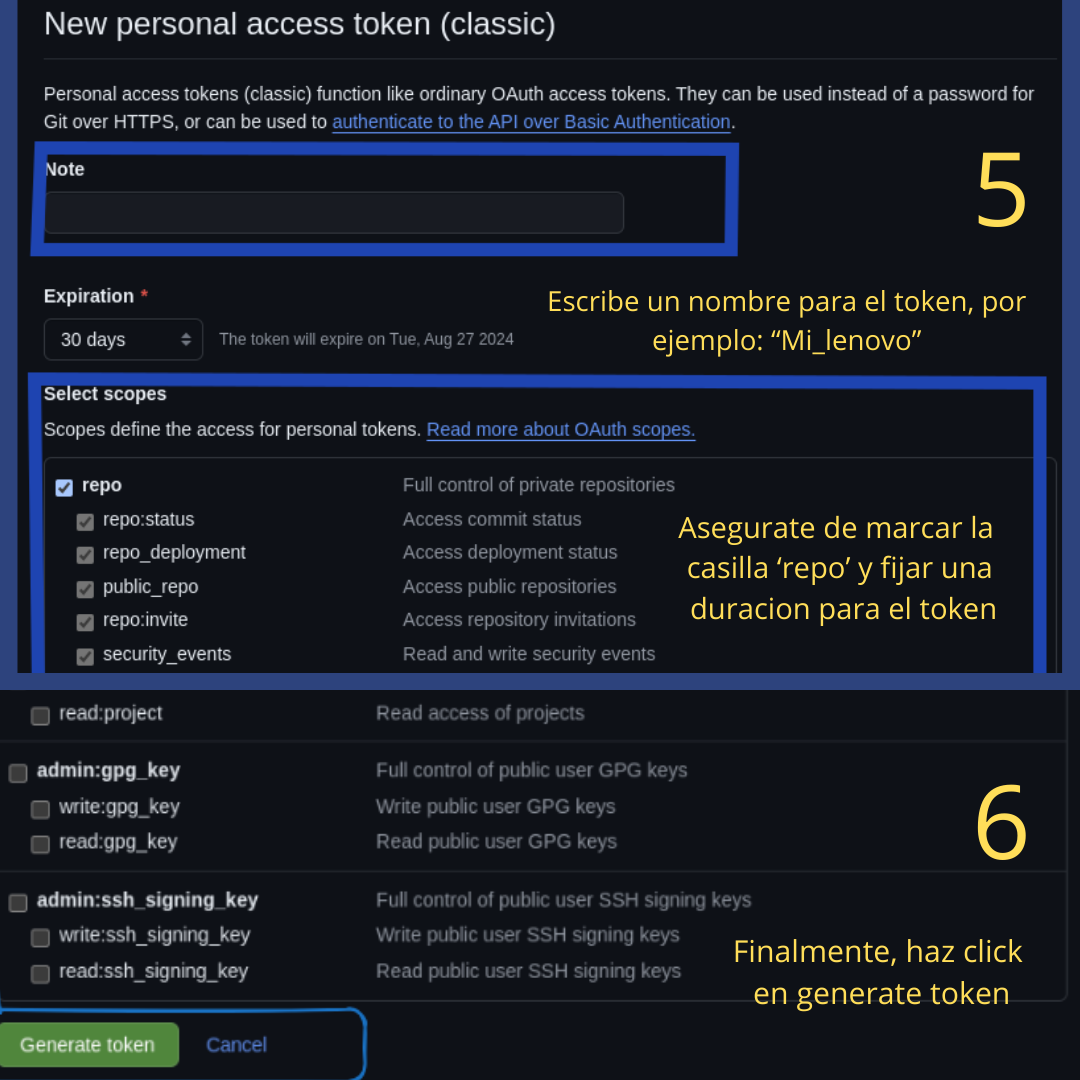 New personal access token (classic)
Personal access tokens (classic) function like ordinary OAuth access tokens. They can be used instead of a password for
Git over HTTPS, or can be used to authenticate to the API over Basic Authentication.
Note
5
Expiration *
Escribe un nombre para el token, por
ejemplo: “Mi_lenovo”
30 days
The token will expire on Tue, Aug 27 2024
Select scopes
Scopes define the access for personal tokens. Read more about OAuth scopes.
repo Full control of private repositories
repo:status Access commit status
repo_deployment Access deployment status
public_repo Access public repositories
repo:invite Access repository invitations
security_events Read and write security events
Asegurate de marcar la
casilla ‘repo’ y fijar una
duracion para el token
read:project Read access of projects
admin:gpg_key Full control of public user GPG keys
write:gpg_key Write public user GPG keys
read:gpg_key Read public user GPG keys
6
admin:ssh_signing_key Full control of public user SSH signing keys
write:ssh_signing_key Write public user SSH signing keys
read:ssh_signing_key Read public user SSH signing keys
Finalmente, haz click
en generate token
Generate token Cancel